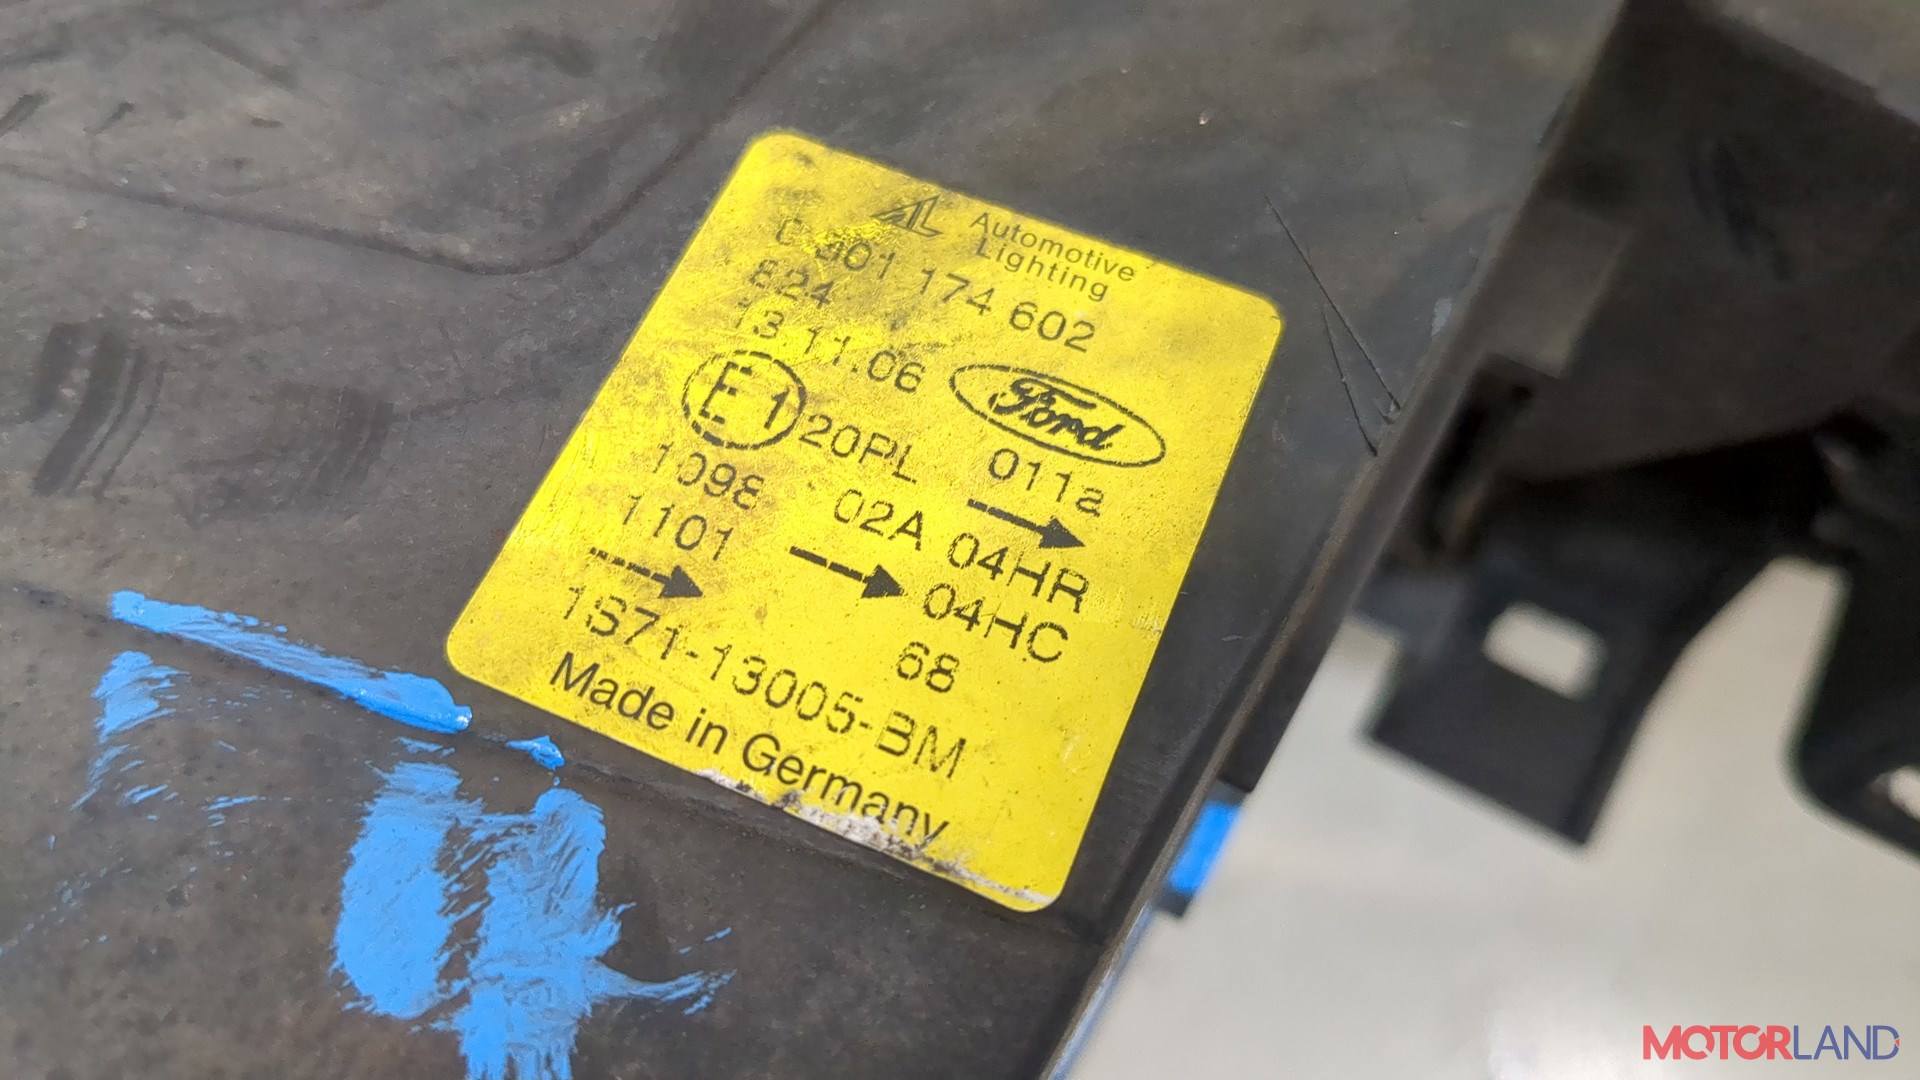 AL Automotive
Lighting
0 301 174 602
824
13.11.06 Ford
E1 20PL 011a
1098 02A 04HR
1101 04HC
68
1S71-13005-BM
Made in Germany
MOTORLAND